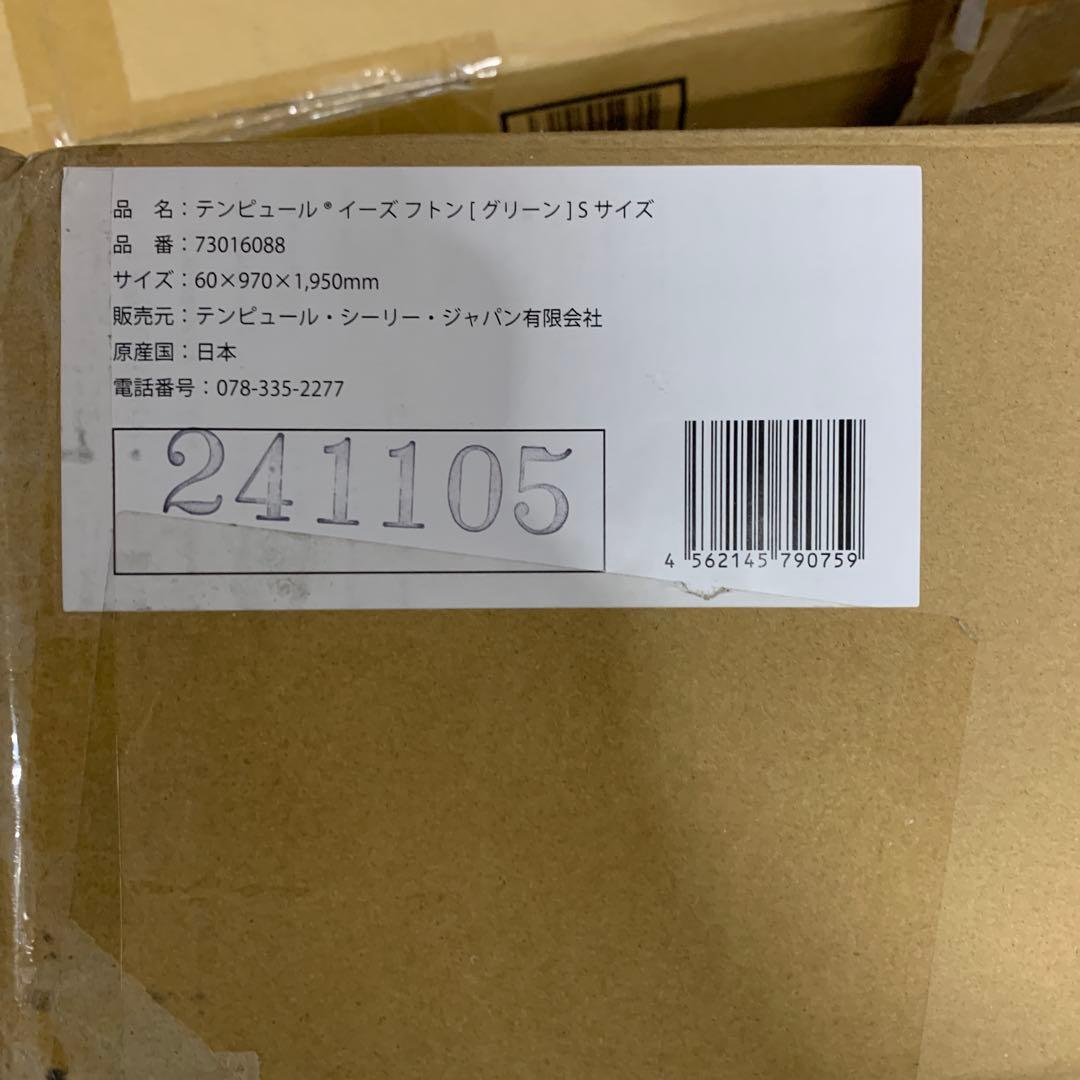 品　名：テンピュール®イーズ フトン [ グリーン ] S サイズ
品　番：73016088
サイズ：60×970×1,950mm
販売元：テンピュール・シーリー・ジャパン有限会社
原産国：日本
電話番号：078-335-2277
241105
4 562145 790759